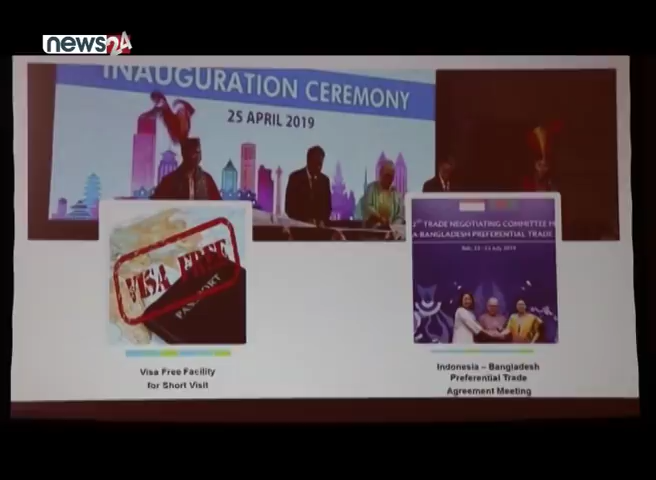 news24
INAUGURATION CEREMONY
25 APRIL 2019
VISA FREE
PASSPORT
TRADE NEGOTIATING COMMITTEE
BANGLADESH PREFERENTIAL TRADE
Visa Free Facility
for Short Visit
Indonesia – Bangladesh
Preferential Trade
Agreement Meeting